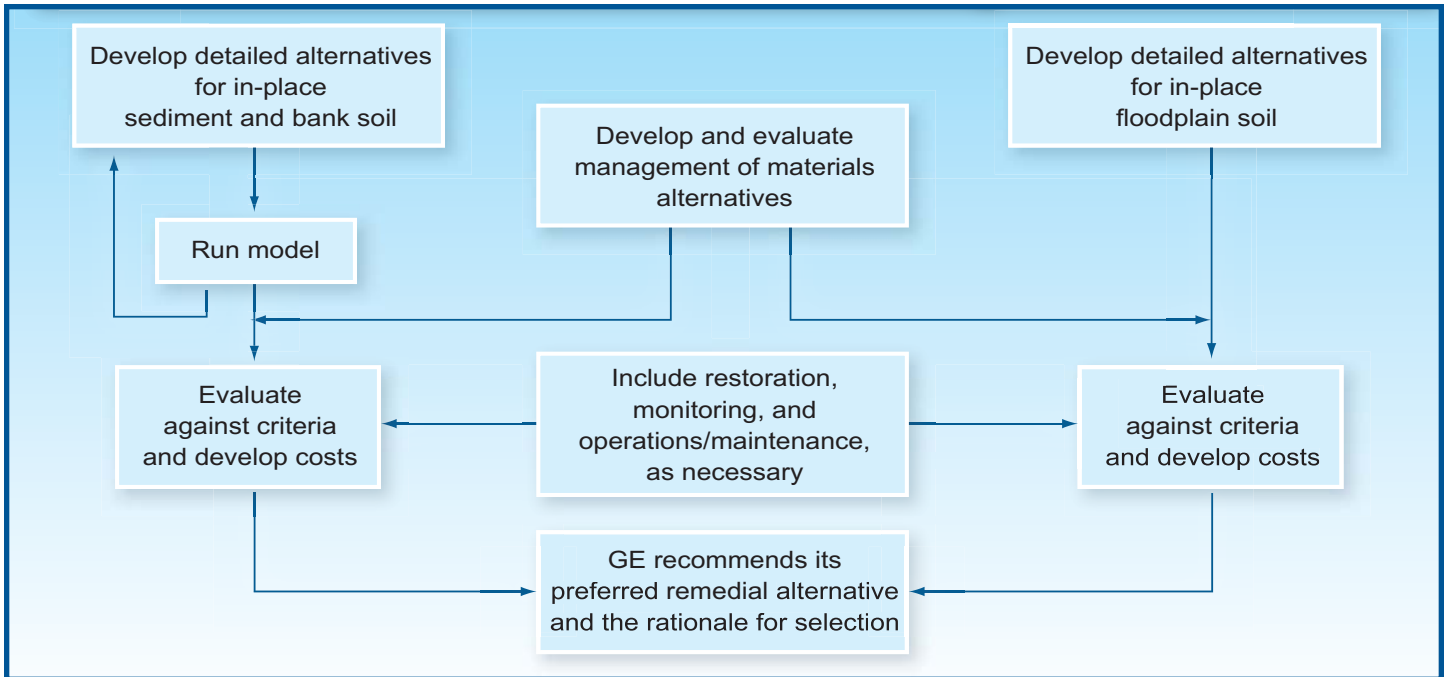 Develop detailed alternatives
for in-place
sediment and bank soil
Develop and evaluate
management of materials
alternatives
Develop detailed alternatives
for in-place
floodplain soil
Run model
Evaluate
against criteria
and develop costs
Include restoration,
monitoring, and
operations/maintenance,
as necessary
Evaluate
against criteria
and develop costs
GE recommends its
preferred remedial alternative
and the rationale for selection